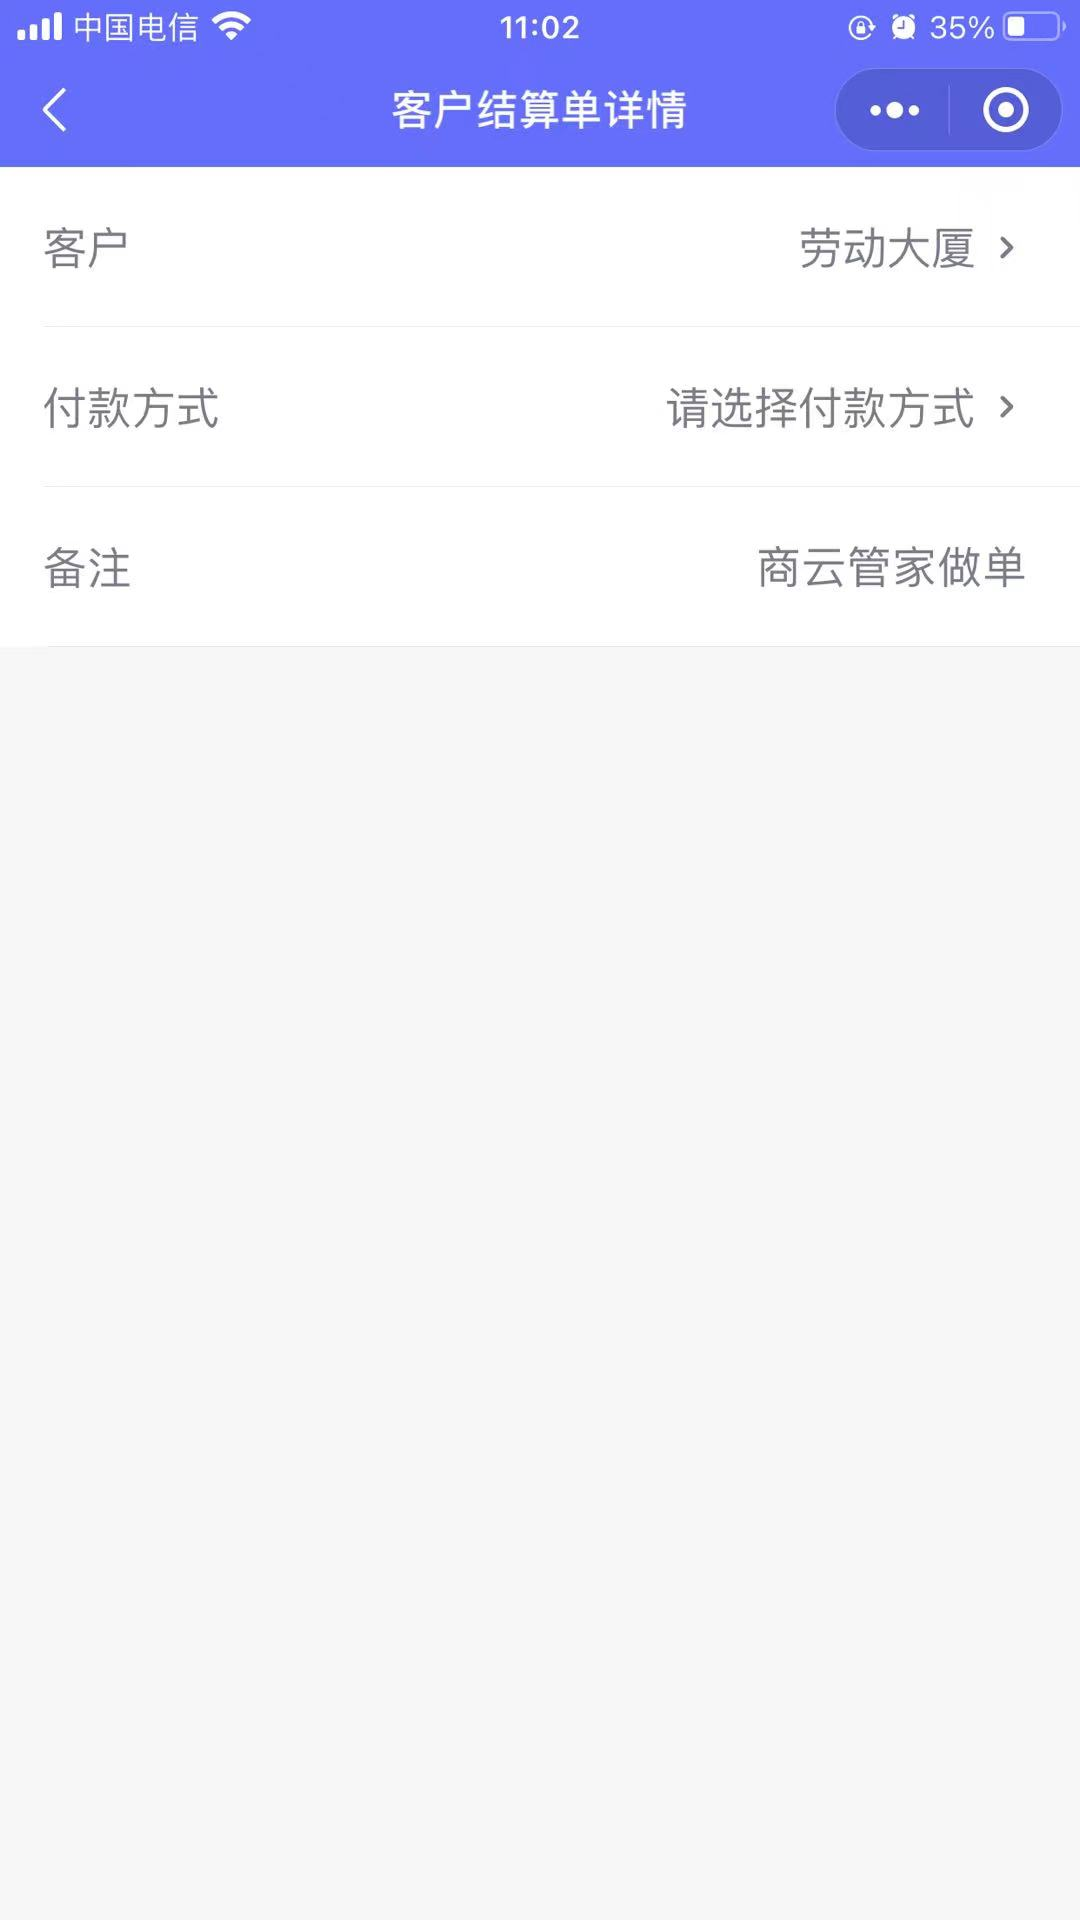 中国电信 11:02 35%
客户结算单详情
客户 劳动大厦
付款方式 请选择付款方式
备注 商云管家做单